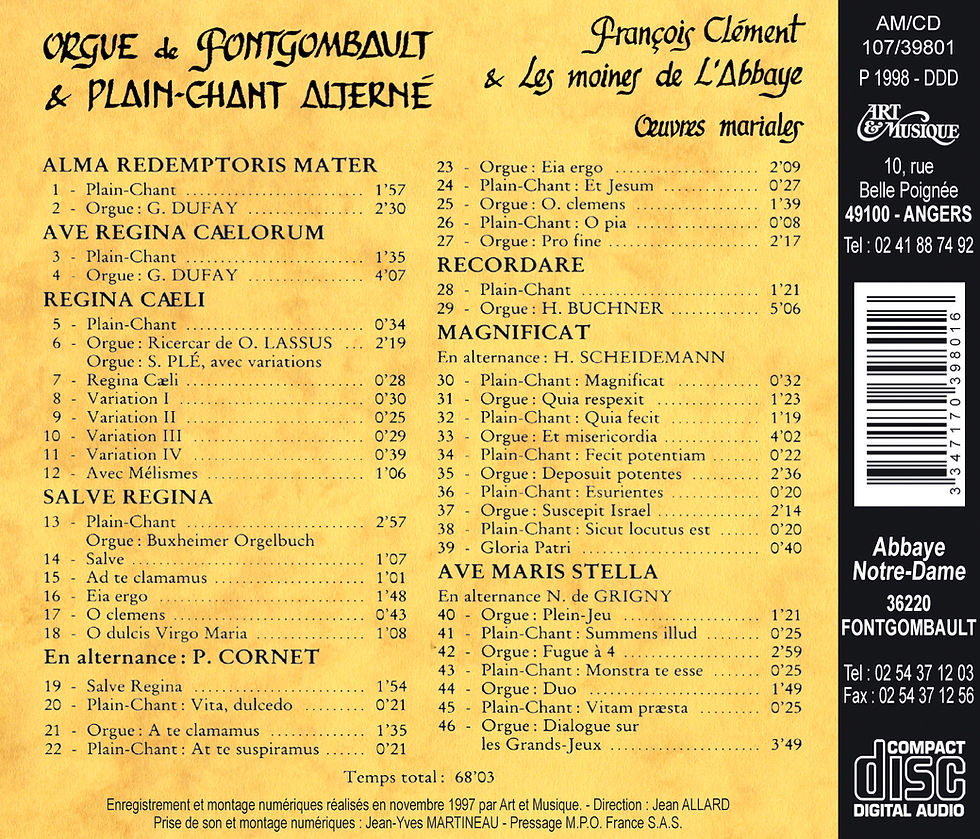 ORGUE de FONTGOMBAULT
& PLAIN-CHANT ALTERNÉ
François Clément
& Les moines de L'Abbaye
Œuvres mariales
ALMA REDEMPTORIS MATER
1 - Plain-Chant ................... 1'57
2 - Orgue : G. DUFAY ................ 2'30
AVE REGINA CÆLORUM
3 - Plain-Chant ................... 1'35
4 - Orgue : G. DUFAY ................ 4'07
REGINA CÆLI
5 - Plain-Chant ................... 0'34
6 - Orgue : Ricercar de O. LASSUS ... 2'19
Orgue : S. PLÉ, avec variations
7 - Regina Cæli ................... 0'28
8 - Variation I ................... 0'30
9 - Variation II ................... 0'25
10 - Variation III ................... 0'29
11 - Variation IV ................... 0'39
12 - Avec Mélismes ................... 1'06
SALVE REGINA
13 - Plain-Chant ................... 2'57
Orgue : Buxheimer Orgelbuch
14 - Salve ................... 1'07
15 - Ad te clamamus ................... 1'01
16 - Eia ergo ................... 1'48
17 - O clemens ................... 0'43
18 - O dulcis Virgo Maria ................... 1'08
En alternance : P. CORNET
19 - Salve Regina ................... 1'54
20 - Plain-Chant : Vita, dulcedo ......... 0'21
21 - Orgue : A te clamamus ............ 1'35
22 - Plain-Chant : At te suspiramus ... 0'21
23 - Orgue : Eia ergo ................... 2'09
24 - Plain-Chant : Et Jesum ............ 0'27
25 - Orgue : O. clemens ................ 1'39
26 - Plain-Chant : O pia ................ 0'08
27 - Orgue : Pro fine ................... 2'17
RECORDARE
28 - Plain-Chant ................... 1'21
29 - Orgue : H. BUCHNER ............ 5'06
MAGNIFICAT
En alternance : H. SCHEIDEMANN
30 - Plain-Chant : Magnificat ......... 0'32
31 - Orgue : Quia respexit ............ 1'23
32 - Plain-Chant : Quia fecit ............ 1'19
33 - Orgue : Et misericordia ............ 4'02
34 - Plain-Chant : Fecit potentiam ...... 0'22
35 - Orgue : Deposuit potentes ......... 2'36
36 - Plain-Chant : Esurientes ............ 0'20
37 - Orgue : Suscepit Israel ............ 2'14
38 - Plain-Chant : Sicut locutus est ...... 0'20
39 - Gloria Patri ................... 0'40
AVE MARIS STELLA
En alternance N. de GRIGNY
40 - Orgue : Plein-Jeu ................... 1'21
41 - Plain-Chant : Summens illud ...... 0'25
42 - Orgue : Fugue à 4 ................ 2'59
43 - Plain-Chant : Monstra te esse ...... 0'25
44 - Orgue : Duo ................... 1'49
45 - Plain-Chant : Vitam præsta ......... 0'25
46 - Orgue : Dialogue sur
les Grands-Jeux ................... 3'49
Temps total : 68'03
Enregistrement et montage numériques réalisés en novembre 1997 par Art et Musique. - Direction : Jean ALLARD
Prise de son et montage numériques : Jean-Yves MARTINEAU - Pressage M.P.O. France S.A.S.
AM/CD
107/39801
P 1998 - DDD
ART
& MUSIQUE
10, rue
Belle Poignée
49100 - ANGERS
Tel : 02 41 88 74 92
3 347170 398016
Abbaye
Notre-Dame
36220
FONTGOMBAULT
Tel : 02 54 37 12 03
Fax : 02 54 37 12 56
COMPACT
disc
DIGITAL AUDIO